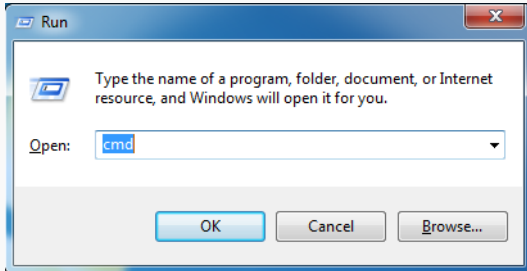 Run
Type the name of a program, folder, document, or Internet
resource, and Windows will open it for you.
Open:
cmd
OK
Cancel
Browse...